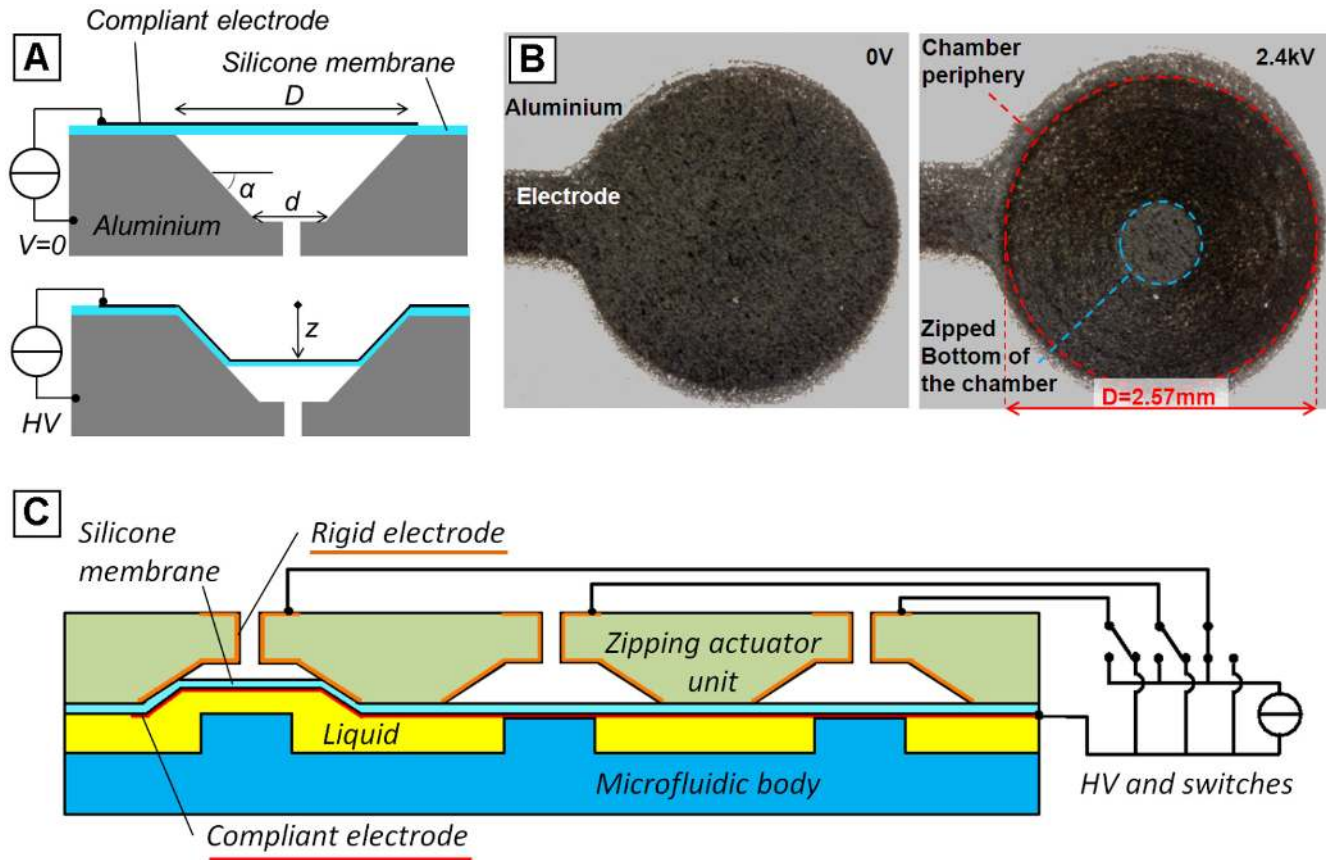 A
Compliant electrode
Silicone membrane
D
α
d
V=0
Aluminium
z
HV
B
0V
Aluminium
Electrode
Chamber
periphery
2.4kV
Zipped
Bottom of
the chamber
D=2.57mm
C
Silicone
membrane
Rigid electrode
Zipping actuator
unit
Liquid
Microfluidic body
HV and switches
Compliant electrode